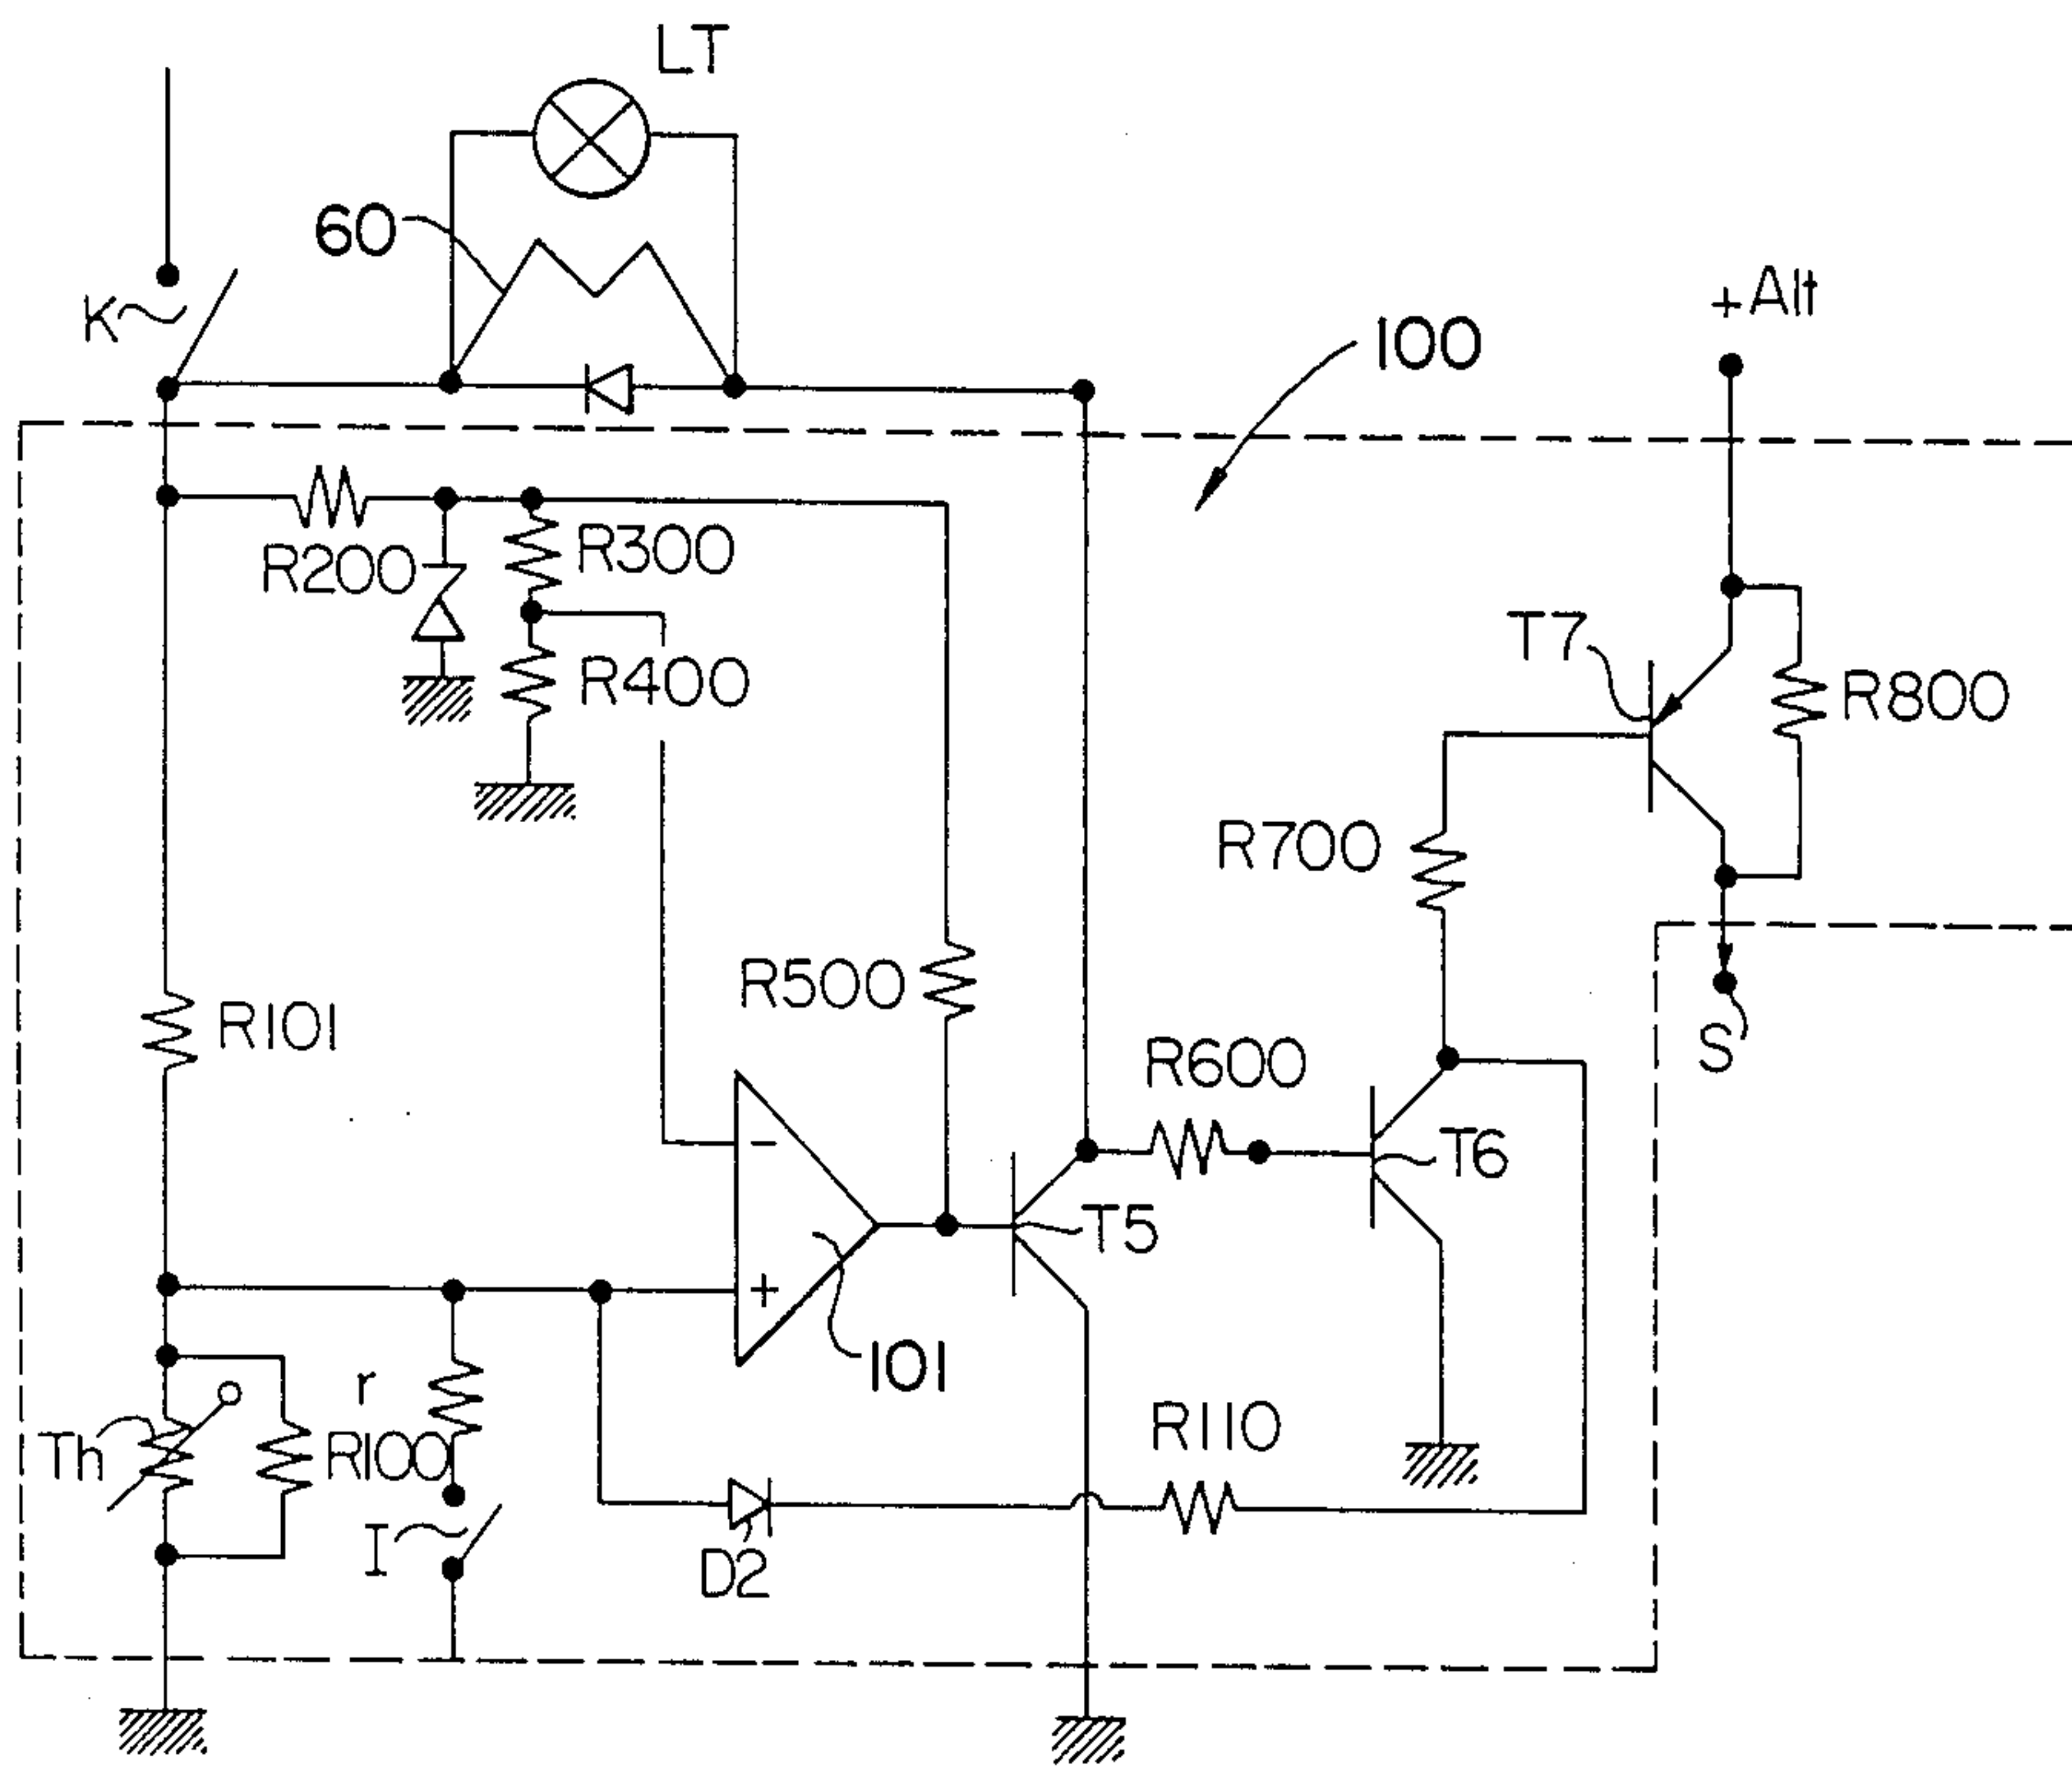 LT
60
K
+Alt
100
R200
R300
R400
T7
R800
R700
R500
R101
S
R600
T6
T5
−
+
101
r
R100
Th
I
D2
R110